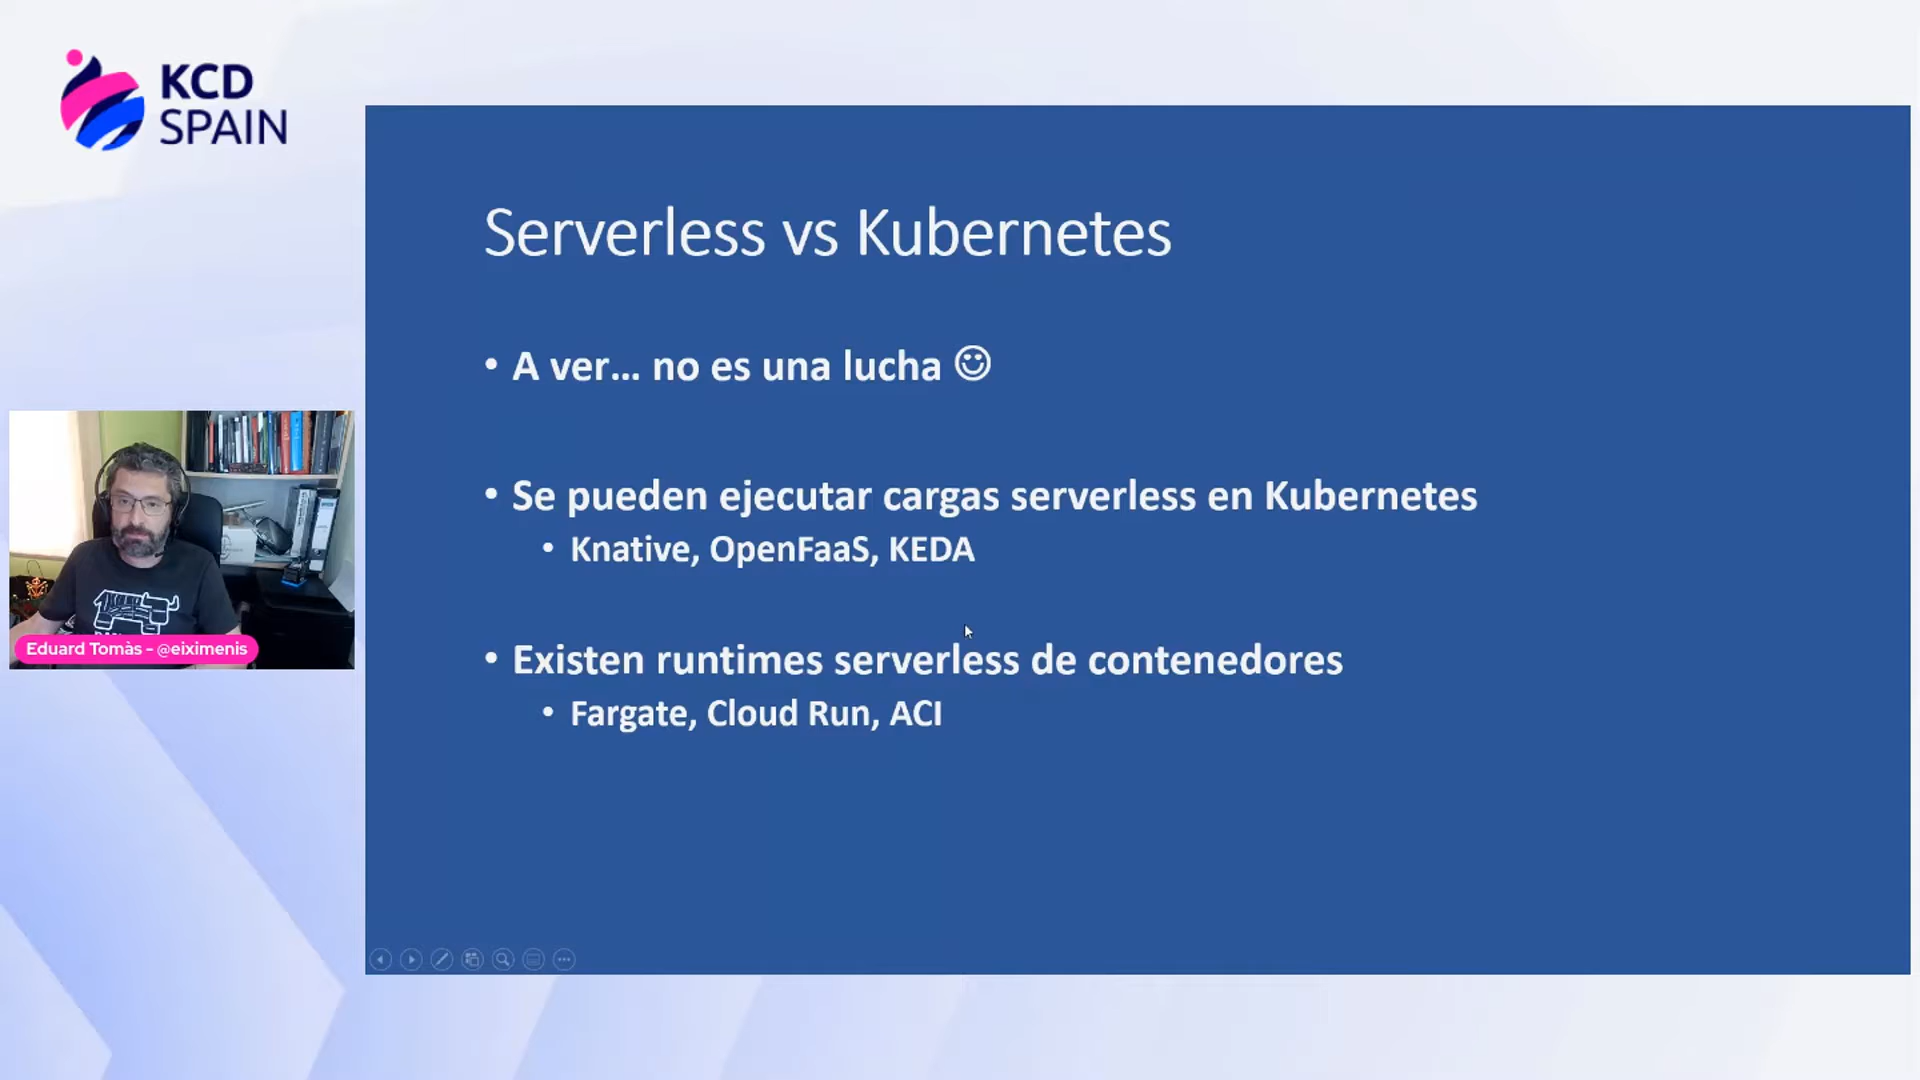 KCD
SPAIN
Serverless vs Kubernetes
• A ver... no es una lucha ☺
• Se pueden ejecutar cargas serverless en Kubernetes
• Knative, OpenFaaS, KEDA
• Existen runtimes serverless de contenedores
• Fargate, Cloud Run, ACI
Eduard Tomàs - @eiximenis